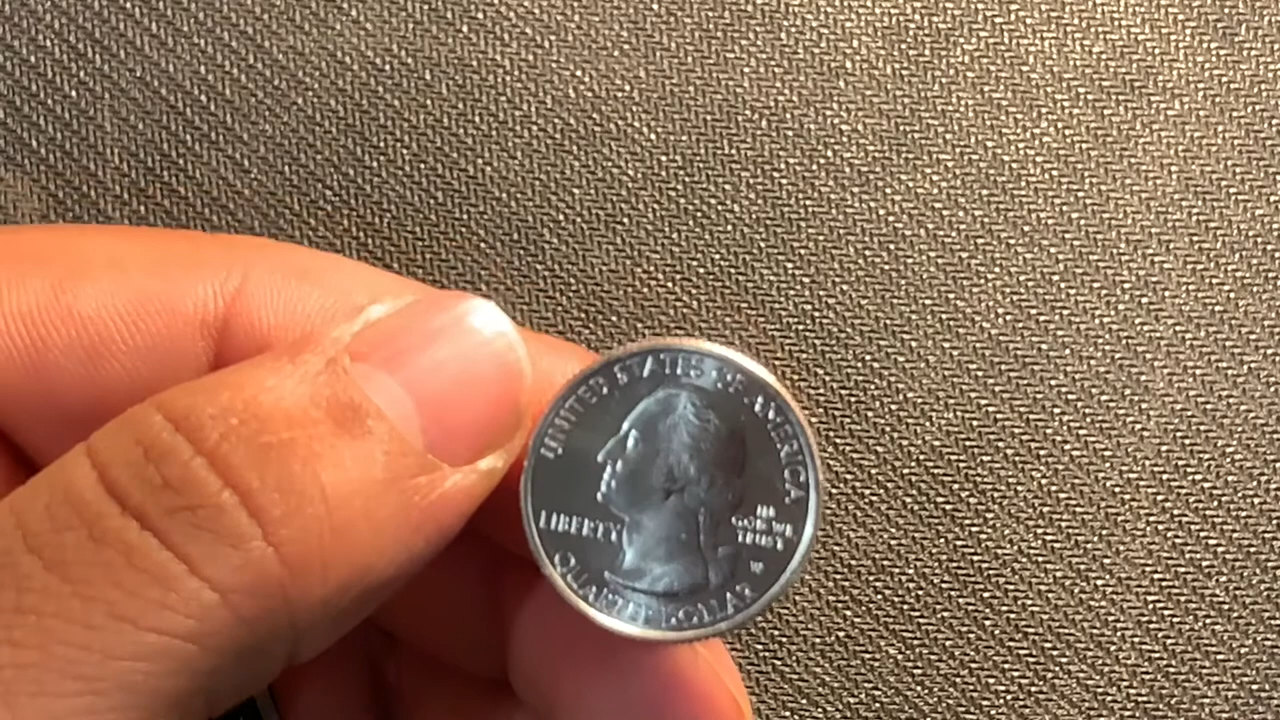 UNITED STATES OF AMERICA
LIBERTY
IN
GOD WE
TRUST
QUARTER DOLLAR